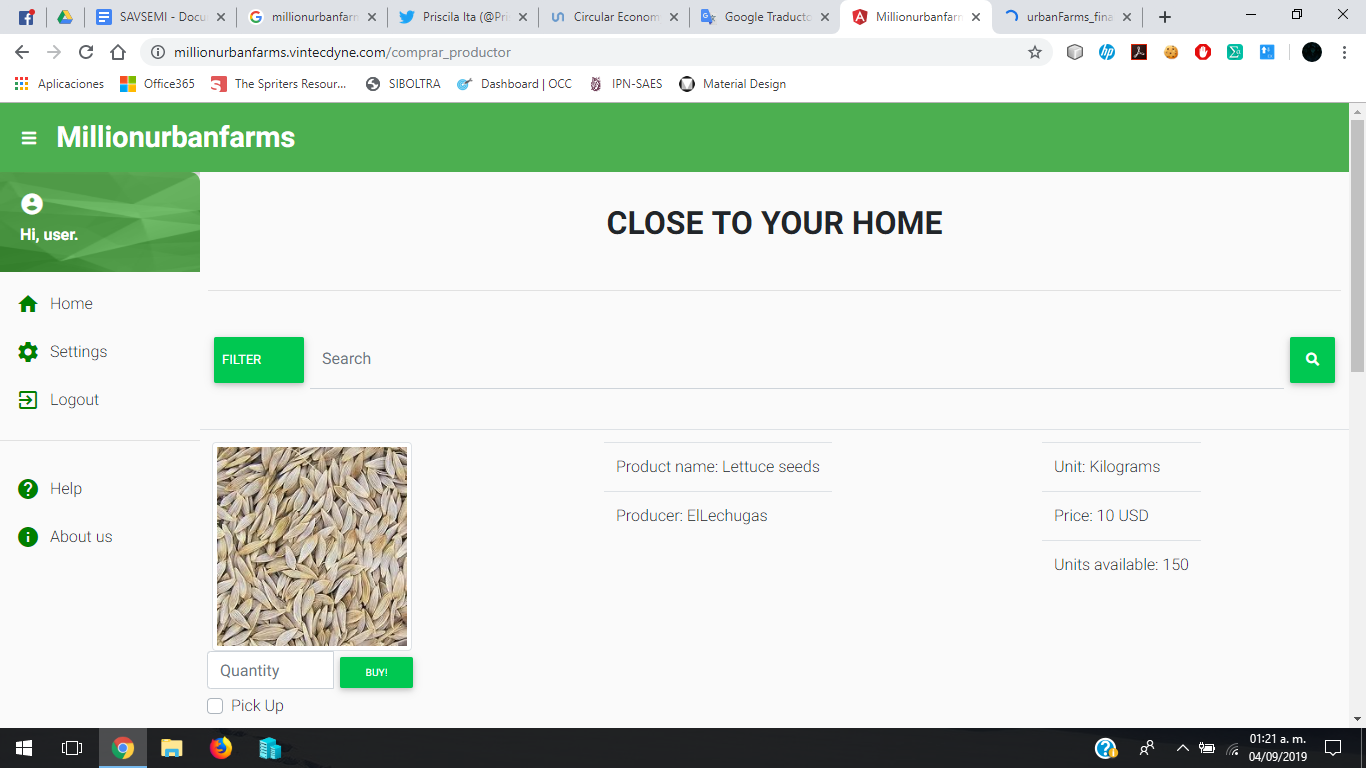 SAVSEMI - Docu
millionurbanfarm
Priscila Ita (@Pri
Circular Econom
Google Traducto
Millionurbanfarm
urbanFarms_fina
millionurbanfarms.vintecdyne.com/comprar_productor
Aplicaciones
Office365
The Spriters Resour...
SIBOLTRA
Dashboard | OCC
IPN-SAES
Material Design
Millionurbanfarms
Hi, user.
Home
Settings
Logout
Help
About us
CLOSE TO YOUR HOME
FILTER
Search
Product name: Lettuce seeds
Producer: ElLechugas
Unit: Kilograms
Price: 10 USD
Units available: 150
Quantity
BUY!
Pick Up
01:21 a. m.
04/09/2019